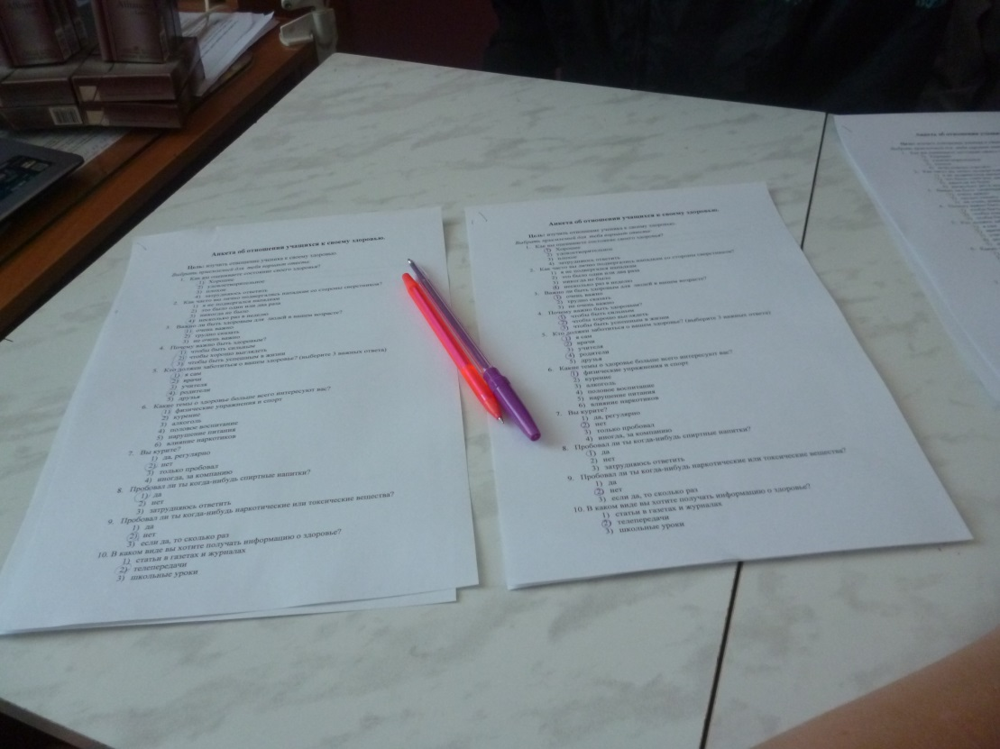 Анкета об отношении учащихся к своему здоровью.
Цель: изучить отношение ученика к своему здоровью
Выбрать приемлемый для тебя вариант ответа
1. Как вы оцениваете состояние своего здоровья?
1) Хорошее
2) удовлетворительное
3) плохое
4) затрудняюсь ответить
2. Как часто вы лично подвергались нападкам со стороны сверстников?
1) я не подвергался нападкам
2) это было один или два раза
3) никогда не было
4) несколько раз в неделю
3. Важно ли быть здоровым для людей в вашем возрасте?
1) очень важно
2) трудно сказать
3) не очень важно
4. Почему важно быть здоровым?
1) чтобы быть сильным
2) чтобы хорошо выглядеть
3) чтобы быть успешным в жизни
5. Кто должен заботиться о вашем здоровье? (выберите 3 важных ответа)
1) я сам
2) врачи
3) учителя
4) родители
5) друзья
6. Какие темы о здоровье больше всего интересуют вас?
1) физические упражнения и спорт
2) курение
3) алкоголь
4) половое воспитание
5) нарушение питания
6) влияние наркотиков
7. Вы курите?
1) да, регулярно
2) нет
3) только пробовал
4) иногда, за компанию
8. Пробовал ли ты когда-нибудь спиртные напитки?
1) да
2) нет
3) затрудняюсь ответить
9. Пробовал ли ты когда-нибудь наркотические или токсические вещества?
1) да
2) нет
3) если да, то сколько раз
10. В каком виде вы хотите получать информацию о здоровье?
1) статьи в газетах и журналах
2) телепередачи
3) школьные уроки
Анкета об отношении учащихся к своему здоровью.
Цель: изучить отношение ученика к своему здоровью.
Выбрать приемлемый для тебя вариант ответа
1. Как вы оцениваете состояние своего здоровья?
1) Хорошее
2) удовлетворительное
3) плохое
4) затрудняюсь ответить
2. Как часто вы лично подвергались нападкам со стороны сверстников?
1) я не подвергался нападкам
2) это было один или два раза
3) никогда не было
4) несколько раз в неделю
3. Важно ли быть здоровым для людей в вашем возрасте?
1) очень важно
2) трудно сказать
4. Почему важно быть здоровым?
1) чтобы быть сильным
2) чтобы хорошо выглядеть
3) чтобы быть успешным в жизни
5. Кто должен заботиться о вашем здоровье? (выберите 3 важных ответа)
1) я сам
2) врачи
3) учителя
4) родители
5) друзья
6. Какие темы о здоровье больше всего интересуют вас?
1) физические упражнения и спорт
2) курение
3) алкоголь
4) половое воспитание
5) нарушение питания
6) влияние наркотиков
7. Вы курите?
1) да, регулярно
2) нет
3) только пробовал
4) иногда, за компанию
8. Пробовал ли ты когда-нибудь спиртные напитки?
1) да
2) нет
3) затрудняюсь ответить
9. Пробовал ли ты когда-нибудь наркотические или токсические вещества?
1) да
2) нет
3) если да, то сколько раз
10. В каком виде вы хотите получать информацию о здоровье?
1) статьи в газетах и журналах
2) телепередачи
3) школьные уроки
Анкета об отношении